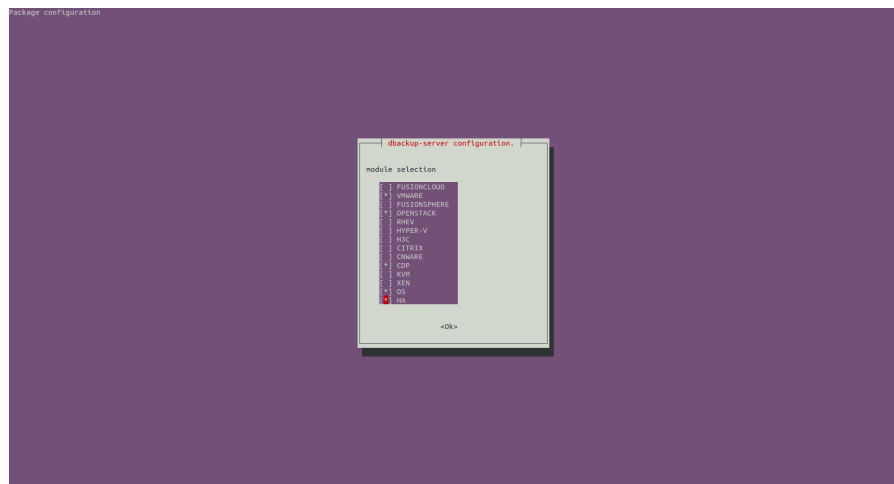 Package configuration
dbackup-server configuration.
module selection
[ ] FUSIONCLOUD
[*] VMWARE
[ ] FUSIONSPHERE
[*] OPENSTACK
[ ] RHEV
[ ] HYPER-V
[ ] H3C
[ ] CITRIX
[ ] CNWARE
[*] CDP
[ ] KVM
[ ] XEN
[*] OS
[*] HA
<Ok>